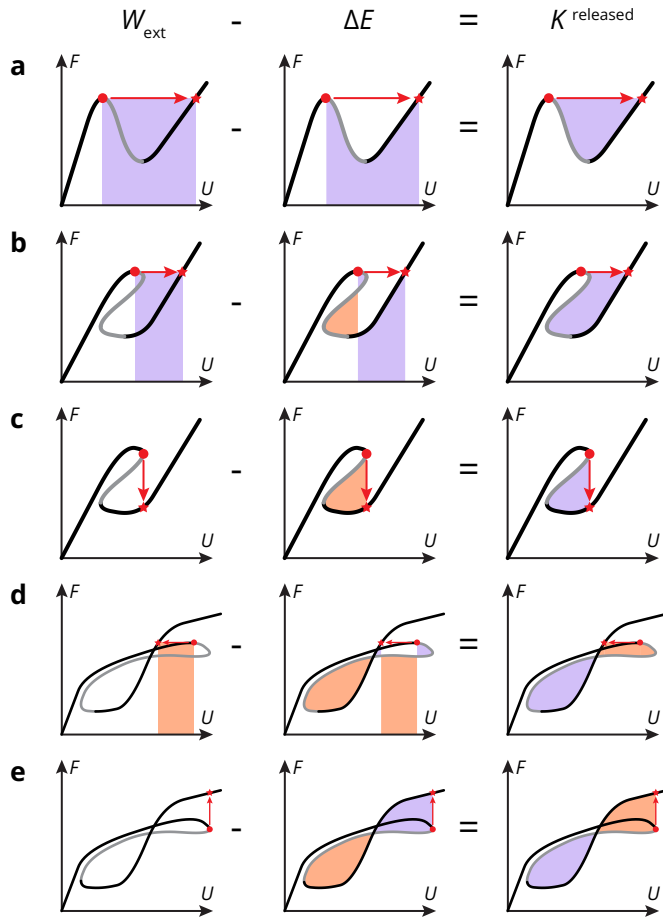 W_ext - ΔE = K^released
a
F F F
- =
U U U
b
F F F
- =
U U U
c
F F F
- =
U U U
d
F F F
- =
U U U
e
F F F
- =
U U U